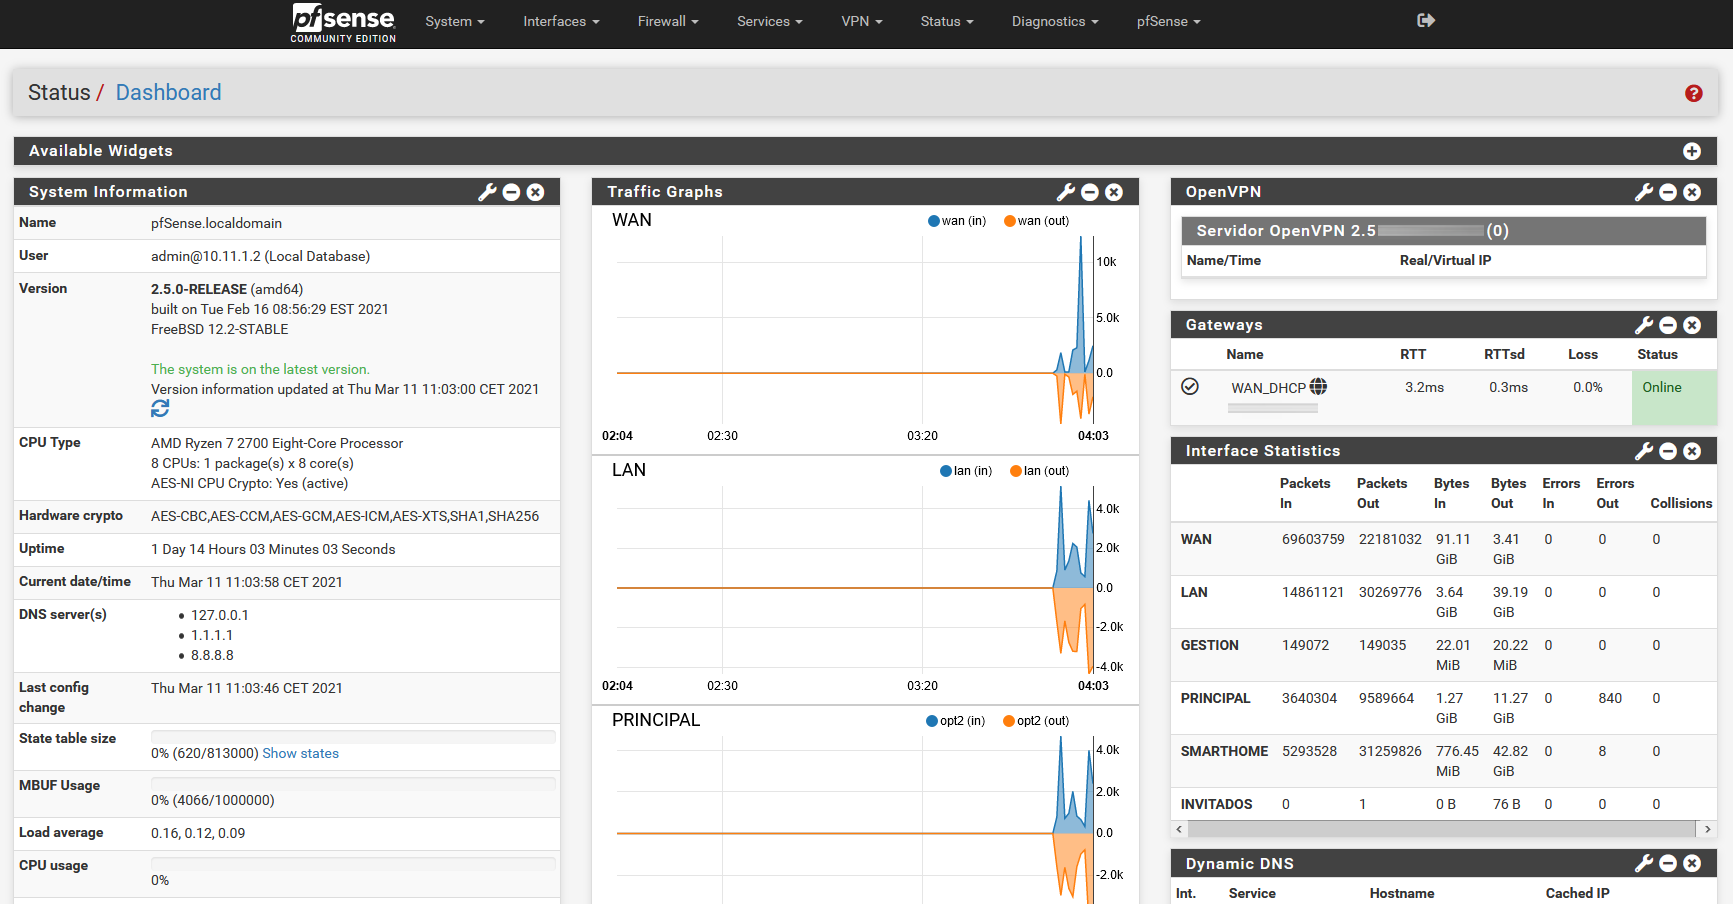 pfsense
COMMUNITY EDITION
System
Interfaces
Firewall
Services
VPN
Status
Diagnostics
pfSense
Status / Dashboard
Available Widgets
System Information
Name pfSense.localdomain
User admin@10.11.1.2 (Local Database)
Version 2.5.0-RELEASE (amd64)
built on Tue Feb 16 08:56:29 EST 2021
FreeBSD 12.2-STABLE
The system is on the latest version.
Version information updated at Thu Mar 11 11:03:00 CET 2021
CPU Type AMD Ryzen 7 2700 Eight-Core Processor
8 CPUs: 1 package(s) x 8 core(s)
AES-NI CPU Crypto: Yes (active)
Hardware crypto AES-CBC,AES-CCM,AES-GCM,AES-ICM,AES-XTS,SHA1,SHA256
Uptime 1 Day 14 Hours 03 Minutes 03 Seconds
Current date/time Thu Mar 11 11:03:58 CET 2021
DNS server(s)
• 127.0.0.1
• 1.1.1.1
• 8.8.8.8
Last config change Thu Mar 11 11:03:46 CET 2021
State table size
0% (620/813000) Show states
MBUF Usage
0% (4066/1000000)
Load average 0.16, 0.12, 0.09
CPU usage
0%
Traffic Graphs
WAN wan (in) wan (out)
10k
5.0k
0.0
02:04 02:30 03:20 04:03
LAN lan (in) lan (out)
4.0k
2.0k
0.0
-2.0k
-4.0k
02:04 02:30 03:20 04:03
PRINCIPAL opt2 (in) opt2 (out)
4.0k
2.0k
0.0
-2.0k
OpenVPN
Servidor OpenVPN 2.5 (0)
Name/Time Real/Virtual IP
Gateways
Name RTT RTTsd Loss Status
WAN_DHCP 3.2ms 0.3ms 0.0% Online
Interface Statistics
Packets In Packets Out Bytes In Bytes Out Errors In Errors Out Collisions
WAN 69603759 22181032 91.11 GiB 3.41 GiB 0 0 0
LAN 14861121 30269776 3.64 GiB 39.19 GiB 0 0 0
GESTION 149072 149035 22.01 MiB 20.22 MiB 0 0 0
PRINCIPAL 3640304 9589664 1.27 GiB 11.27 GiB 0 840 0
SMARTHOME 5293528 31259826 776.45 MiB 42.82 GiB 0 8 0
INVITADOS 0 1 0 B 76 B 0 0 0
Dynamic DNS
Int. Service Hostname Cached IP